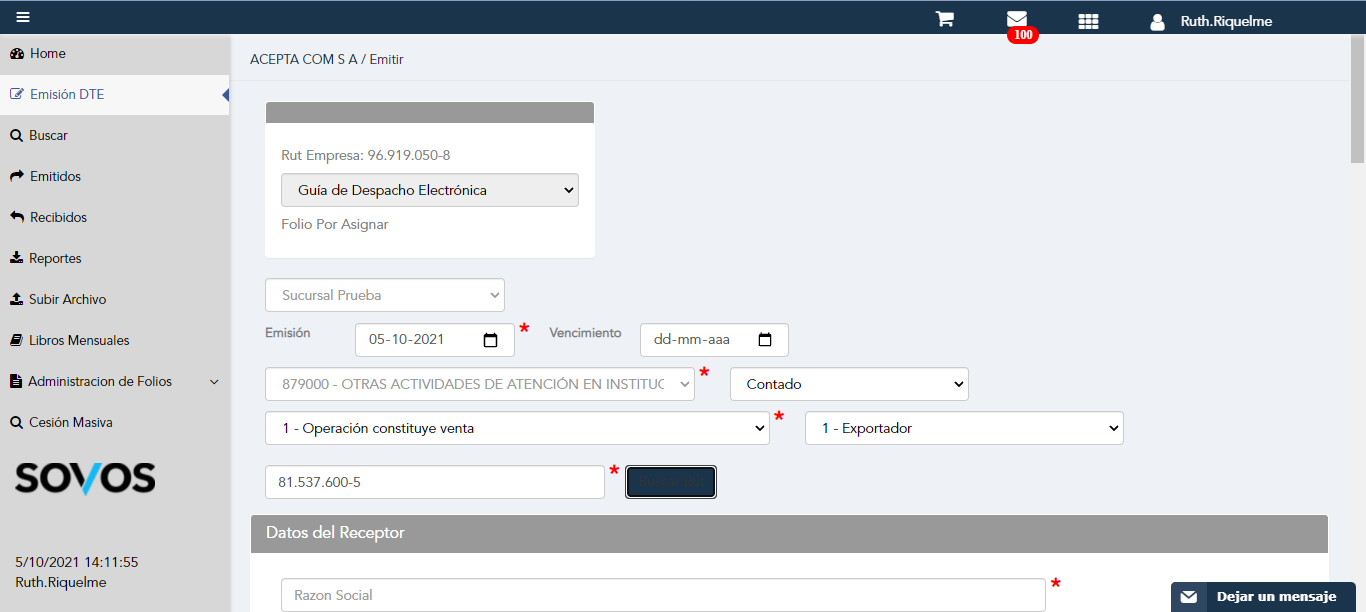 Ruth.Riquelme
100
Home
Emisión DTE
Buscar
Emitidos
Recibidos
Reportes
Subir Archivo
Libros Mensuales
Administracion de Folios
Cesión Masiva
SOVOS
5/10/2021 14:11:55
Ruth.Riquelme
ACEPTA COM S A / Emitir
Rut Empresa: 96.919.050-8
Guía de Despacho Electrónica
Folio Por Asignar
Sucursal Prueba
Emisión 05-10-2021 * Vencimiento dd-mm-aaa
879000 - OTRAS ACTIVIDADES DE ATENCIÓN EN INSTITUC * Contado
1 - Operación constituye venta * 1 - Exportador
81.537.600-5 *
Datos del Receptor
Razon Social *
Dejar un mensaje